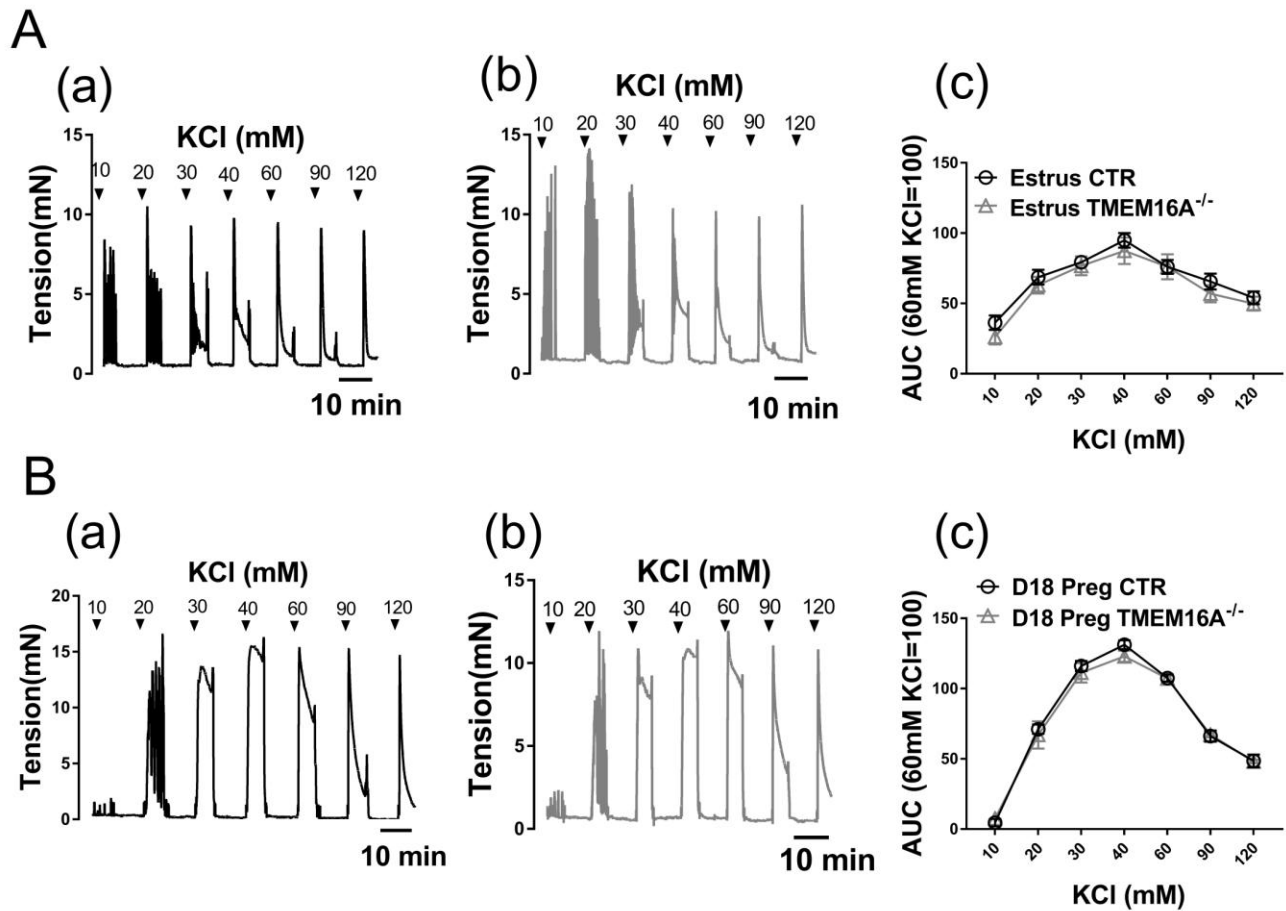 A
(a)
KCl (mM)
10 20 30 40 60 90 120
Tension(mN)
15
10
5
0
10 min
(b)
KCl (mM)
10 20 30 40 60 90 120
Tension(mN)
15
10
5
0
10 min
(c)
Estrus CTR
Estrus TMEM16A-/-
AUC (60mM KCl=100)
150
100
50
0
10 20 30 40 60 90 120
KCl (mM)
B
(a)
KCl (mM)
10 20 30 40 60 90 120
Tension(mN)
20
15
10
5
0
10 min
(b)
KCl (mM)
10 20 30 40 60 90 120
Tension(mN)
15
10
5
0
10 min
(c)
D18 Preg CTR
D18 Preg TMEM16A-/-
AUC (60mM KCl=100)
150
100
50
0
10 20 30 40 60 90 120
KCl (mM)